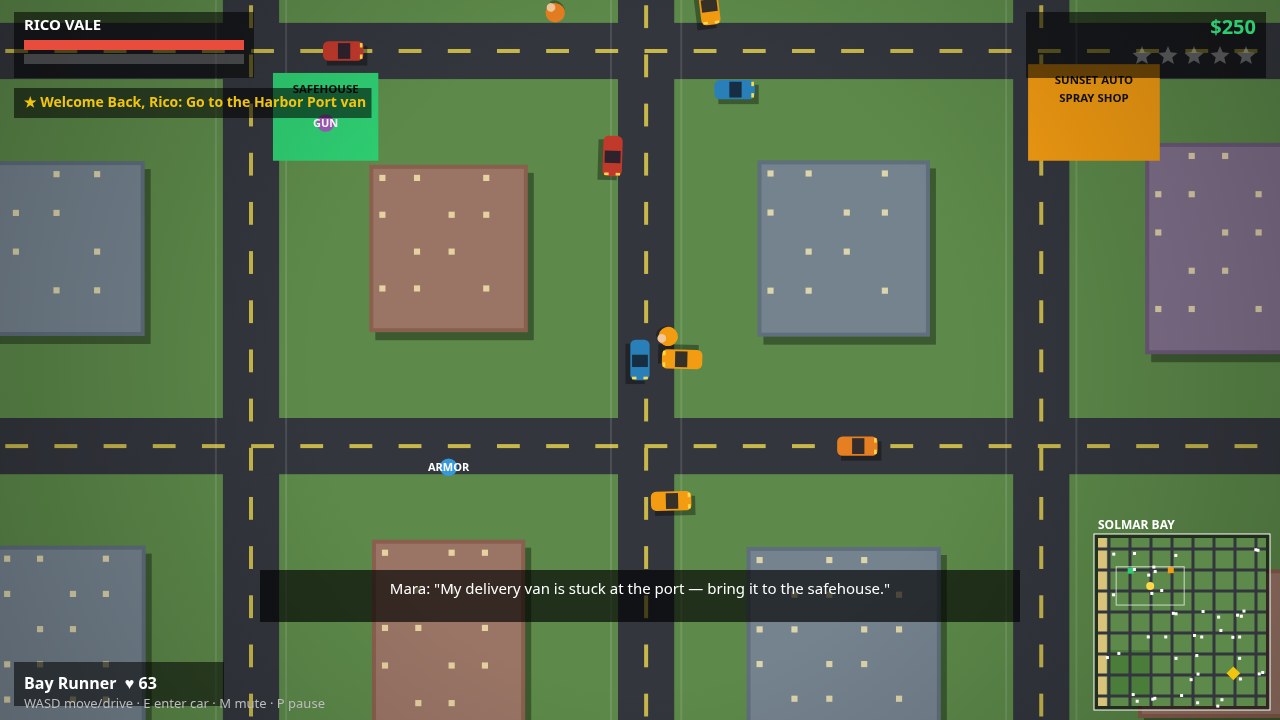 RICO VALE
$250
SAFEHOUSE
★ Welcome Back, Rico: Go to the Harbor Port van
GUN
SUNSET AUTO
SPRAY SHOP
ARMOR
SOLMAR BAY
Mara: "My delivery van is stuck at the port — bring it to the safehouse."
Bay Runner ♥ 63
WASD move/drive · E enter car · M mute · P pause